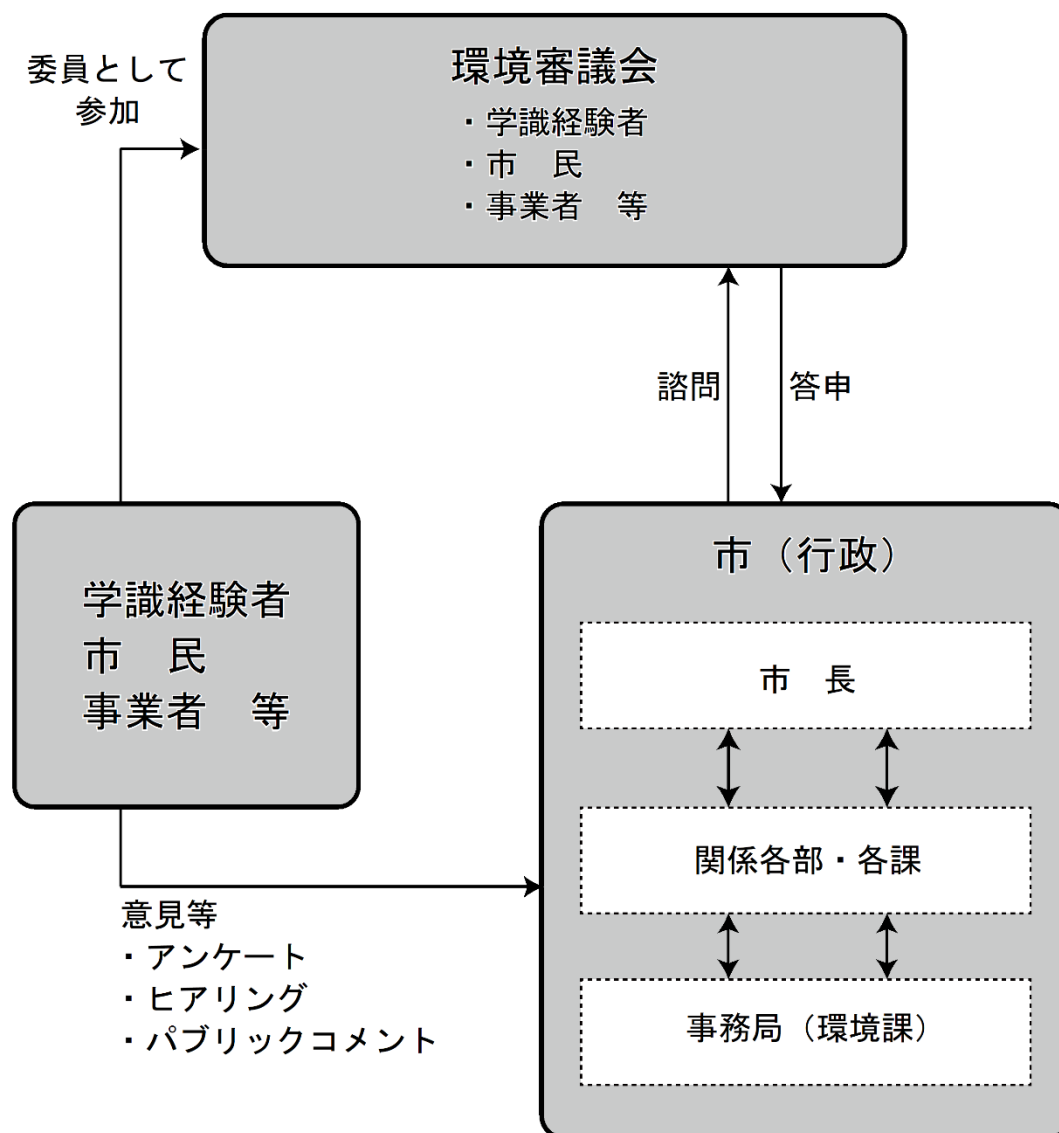 委員として
参加
環境審議会
・学識経験者
・市　民
・事業者　等
諮問
答申
学識経験者
市　民
事業者　等
意見等
・アンケート
・ヒアリング
・パブリックコメント
市（行政）
市　長
関係各部・各課
事務局（環境課）